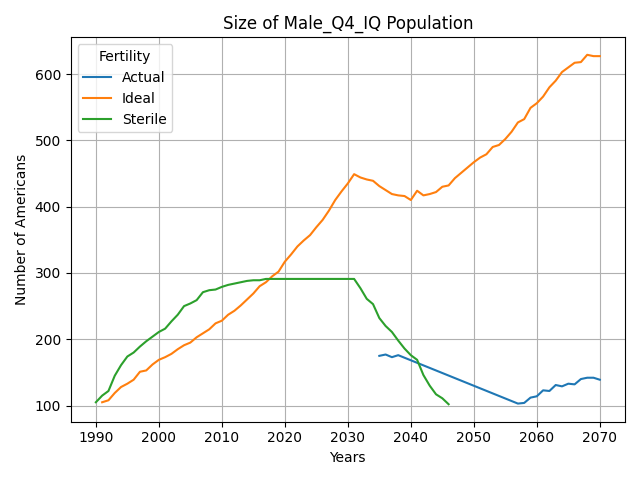 Size of Male_Q4_IQ Population
Fertility
Actual
Ideal
Sterile
Number of Americans
600
500
400
300
200
100
1990 2000 2010 2020 2030 2040 2050 2060 2070
Years